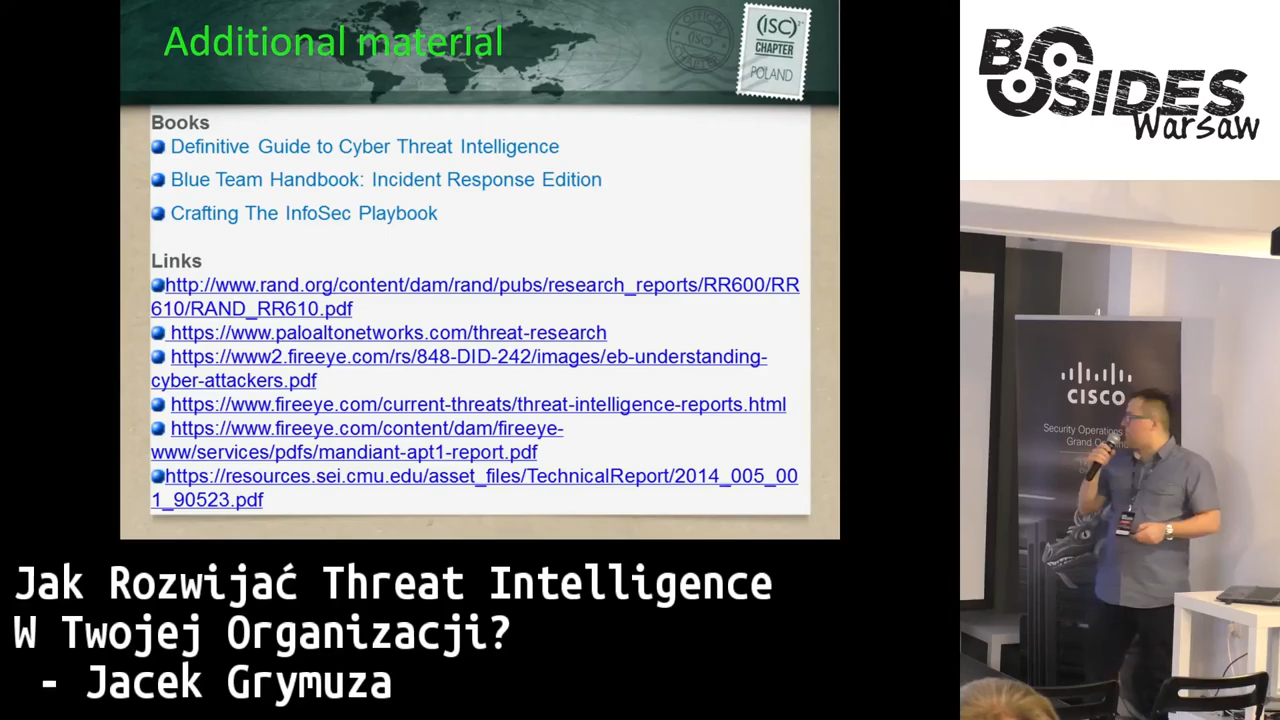 Additional material
(ISC)²
CHAPTER
POLAND
Books
Definitive Guide to Cyber Threat Intelligence
Blue Team Handbook: Incident Response Edition
Crafting The InfoSec Playbook
Links
http://www.rand.org/content/dam/rand/pubs/research_reports/RR600/RR
610/RAND_RR610.pdf
https://www.paloaltonetworks.com/threat-research
https://www2.fireeye.com/rs/848-DID-242/images/eb-understanding-
cyber-attackers.pdf
https://www.fireeye.com/current-threats/threat-intelligence-reports.html
https://www.fireeye.com/content/dam/fireeye-
www/services/pdfs/mandiant-apt1-report.pdf
https://resources.sei.cmu.edu/asset_files/TechnicalReport/2014_005_00
1_90523.pdf
Jak Rozwijać Threat Intelligence
W Twojej Organizacji?
- Jacek Grymuza
BSIDES
Warsaw
CISCO
Security Operations
Grand